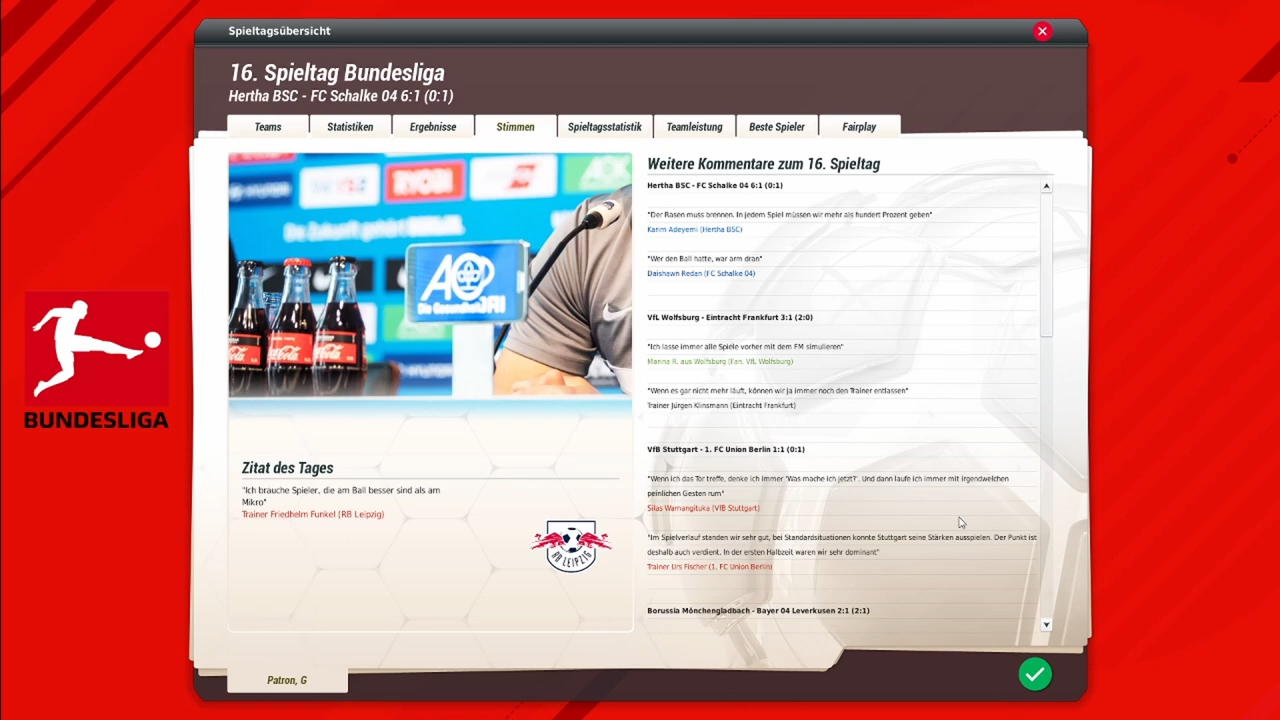 Spieltagsübersicht
16. Spieltag Bundesliga
Hertha BSC - FC Schalke 04 6:1 (0:1)
Teams
Statistiken
Ergebnisse
Stimmen
Spieltagsstatistik
Teamleistung
Beste Spieler
Fairplay
RYOBI
AOK
Die Zukunft gehört
AOK
Die Gesundheit
Coca-Cola
BUNDESLIGA
Zitat des Tages
"Ich brauche Spieler, die am Ball besser sind als am
Mikro"
Trainer Friedhelm Funkel (RB Leipzig)
RB LEIPZIG
Weitere Kommentare zum 16. Spieltag
Hertha BSC - FC Schalke 04 6:1 (0:1)
"Der Rasen muss brennen. In jedem Spiel müssen wir mehr als hundert Prozent geben"
Karim Adeyemi (Hertha BSC)
"Wer den Ball hatte, war arm dran"
Daishawn Redan (FC Schalke 04)
VfL Wolfsburg - Eintracht Frankfurt 3:1 (2:0)
"Ich lasse immer alle Spiele vorher mit dem FM simulieren"
Marina R. aus Wolfsburg (Fan, VfL Wolfsburg)
"Wenn es gar nicht mehr läuft, können wir ja immer noch den Trainer entlassen"
Trainer Jürgen Klinsmann (Eintracht Frankfurt)
VfB Stuttgart - 1. FC Union Berlin 1:1 (0:1)
"Wenn ich das Tor treffe, denke ich immer 'Was mache ich jetzt?'. Und dann laufe ich immer mit irgendwelchen
peinlichen Gesten rum"
Silas Wamangituka (VfB Stuttgart)
"Im Spielverlauf standen wir sehr gut, bei Standardsituationen konnte Stuttgart seine Stärken ausspielen. Der Punkt ist
deshalb auch verdient. In der ersten Halbzeit waren wir sehr dominant"
Trainer Urs Fischer (1. FC Union Berlin)
Borussia Mönchengladbach - Bayer 04 Leverkusen 2:1 (2:1)
Patron, G